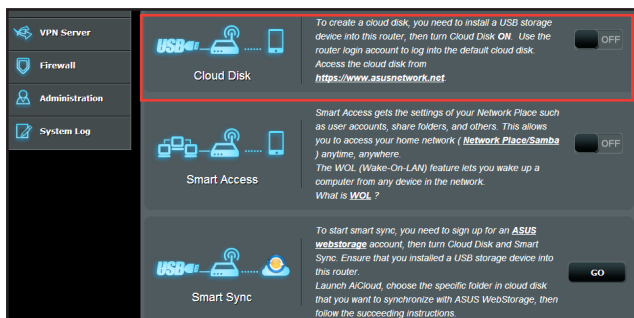 VPN Server
Firewall
Administration
System Log
USB
Cloud Disk
To create a cloud disk, you need to install a USB storage
device into this router, then turn Cloud Disk ON. Use the
router login account to log into the default cloud disk.
Access the cloud disk from
https://www.asusnetwork.net.
OFF
Smart Access
Smart Access gets the settings of your Network Place such
as user accounts, share folders, and others. This allows
you to access your home network ( Network Place/Samba
) anytime, anywhere.
The WOL (Wake-On-LAN) feature lets you wake up a
computer from any device in the network.
What is WOL ?
OFF
USB
Smart Sync
To start smart sync, you need to sign up for an ASUS
webstorage account, then turn Cloud Disk and Smart
Sync. Ensure that you installed a USB storage device into
this router.
Launch AiCloud, choose the specific folder in cloud disk
that you want to synchronize with ASUS WebStorage, then
follow the succeeding instructions.
GO